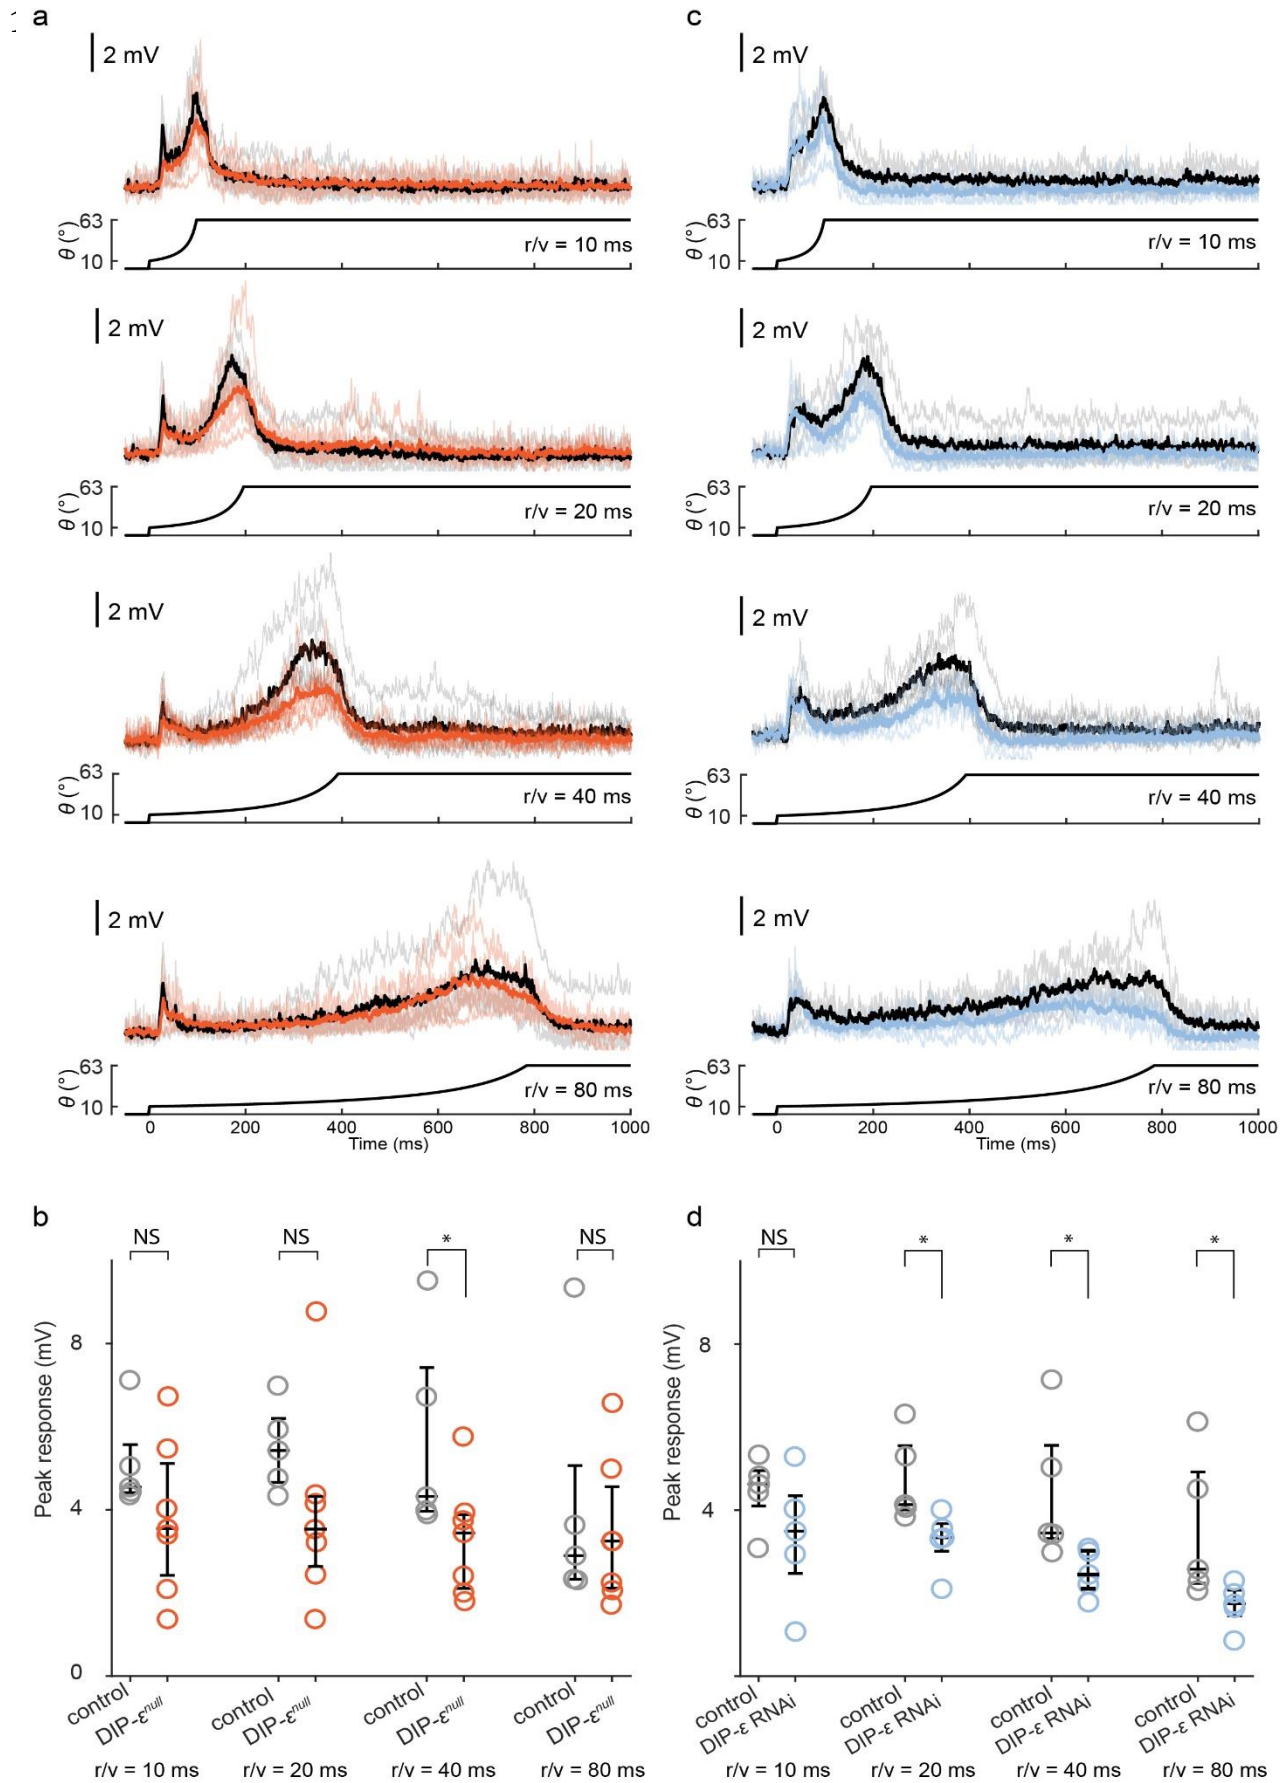 a
2 mV
θ (°)
63
10
r/v = 10 ms
2 mV
θ (°)
63
10
r/v = 20 ms
2 mV
θ (°)
63
10
r/v = 40 ms
2 mV
θ (°)
63
10
r/v = 80 ms
0 200 400 600 800 1000
Time (ms)
c
2 mV
θ (°)
63
10
r/v = 10 ms
2 mV
θ (°)
63
10
r/v = 20 ms
2 mV
θ (°)
63
10
r/v = 40 ms
2 mV
θ (°)
63
10
r/v = 80 ms
0 200 400 600 800 1000
Time (ms)
b
NS NS * NS
Peak response (mV)
8
4
0
control DIP-ε^null control DIP-ε^null control DIP-ε^null control DIP-ε^null
r/v = 10 ms r/v = 20 ms r/v = 40 ms r/v = 80 ms
d
NS * * *
Peak response (mV)
8
4
control DIP-ε RNAi control DIP-ε RNAi control DIP-ε RNAi control DIP-ε RNAi
r/v = 10 ms r/v = 20 ms r/v = 40 ms r/v = 80 ms